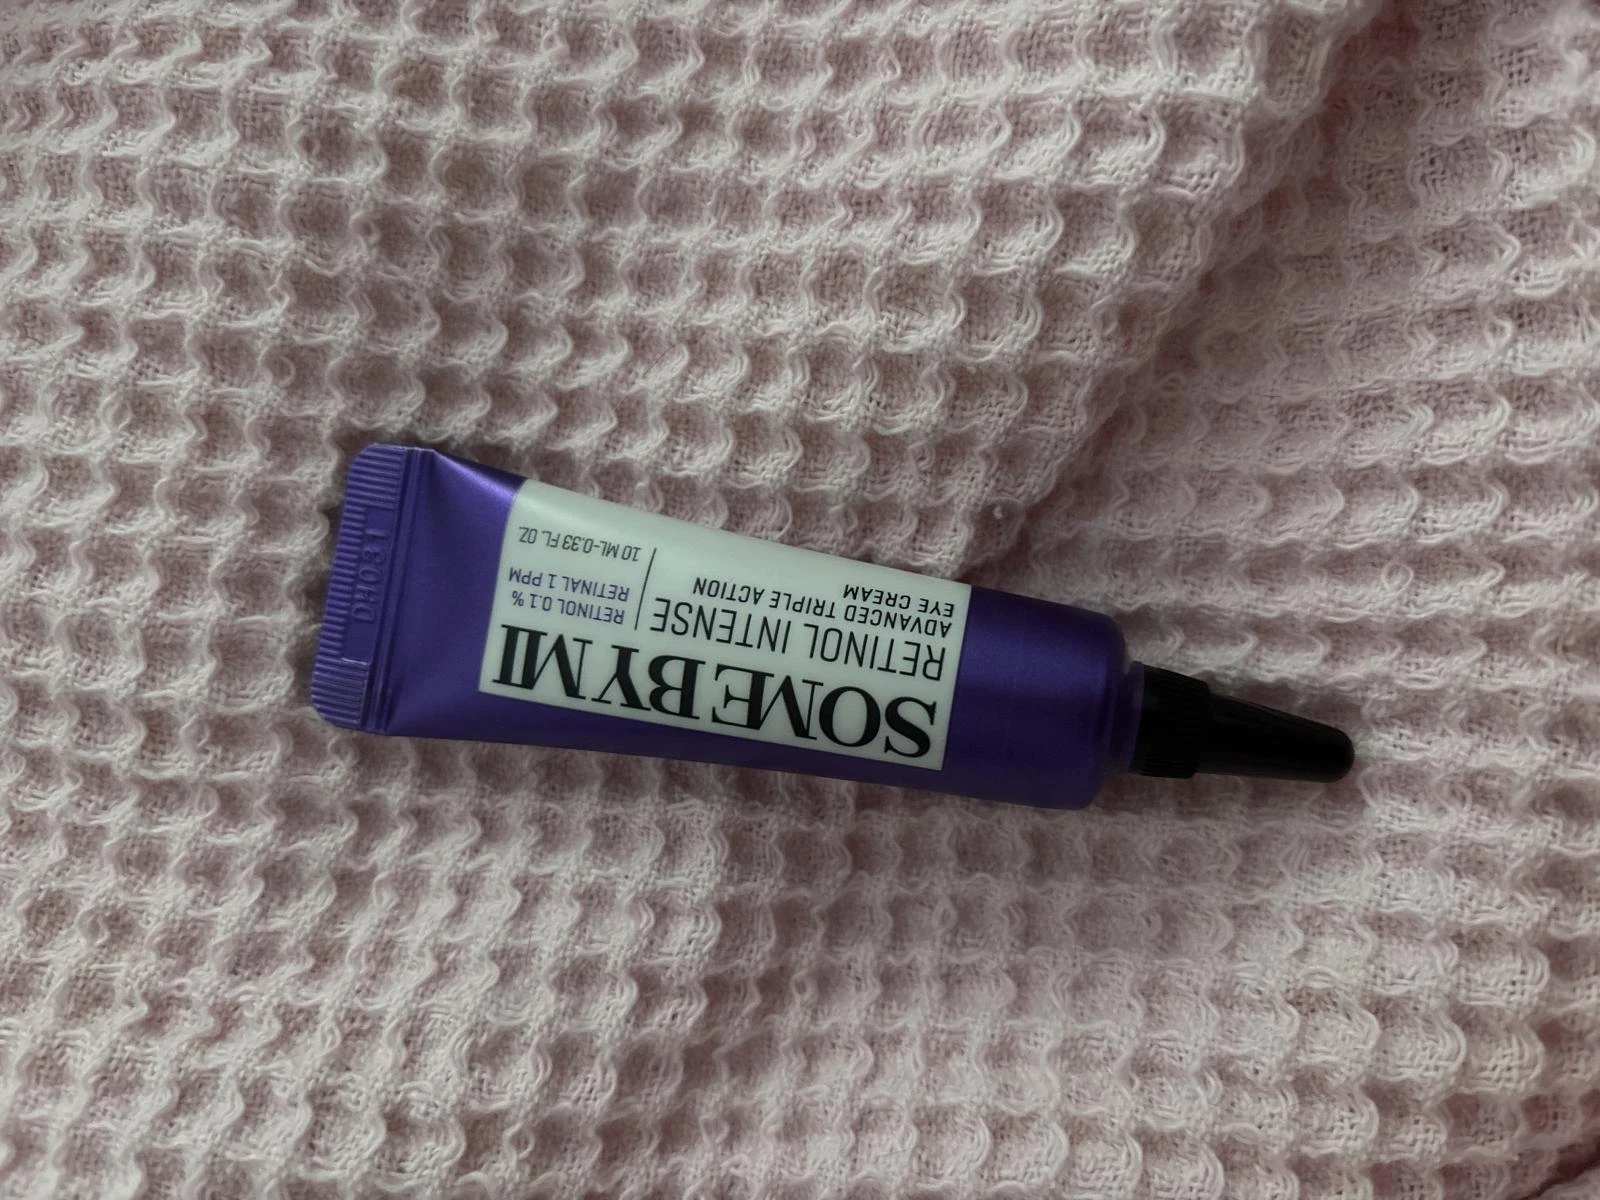 SOME BY MI
RETINOL INTENSE
ADVANCED TRIPLE ACTION
EYE CREAM
RETINOL 0.1%
RETINAL 1 PPM
10 ML-0.33 FL. OZ.
DH031